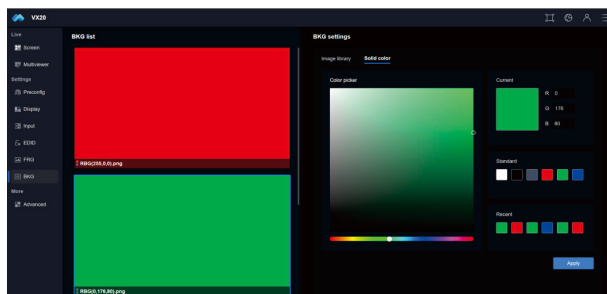 VX20
Live
Screen
Multiviewer
Settings
Preconfig
Display
Input
EDID
FRG
BKG
More
Advanced
BKG list
RBG(255,0,0).png
RBG(0,176,80).png
BKG settings
Image library
Solid color
Color picker
Current
R 0
G 176
B 80
Standard
Recent
Apply